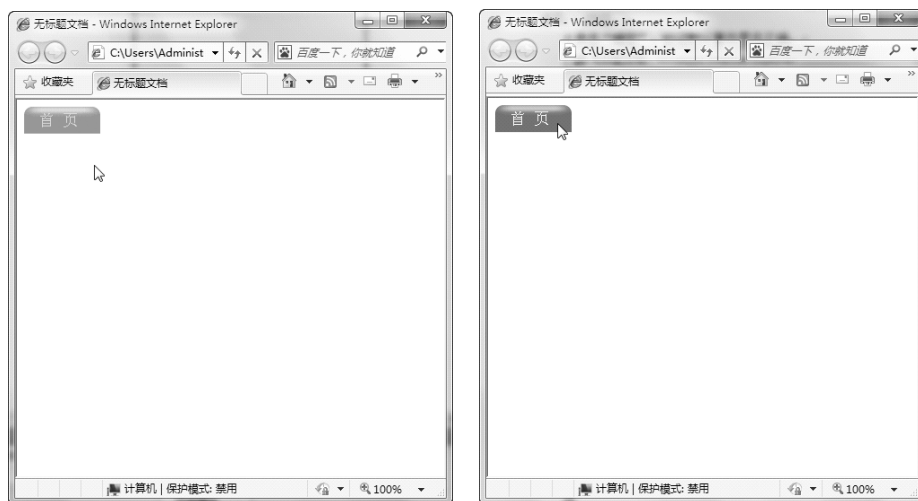 无标题文档 - Windows Internet Explorer
C:\Users\Administ
百度一下，你就知道
收藏夹
无标题文档
首 页
计算机 | 保护模式: 禁用
100%
无标题文档 - Windows Internet Explorer
C:\Users\Administ
百度一下，你就知道
收藏夹
无标题文档
首 页
计算机 | 保护模式: 禁用
100%